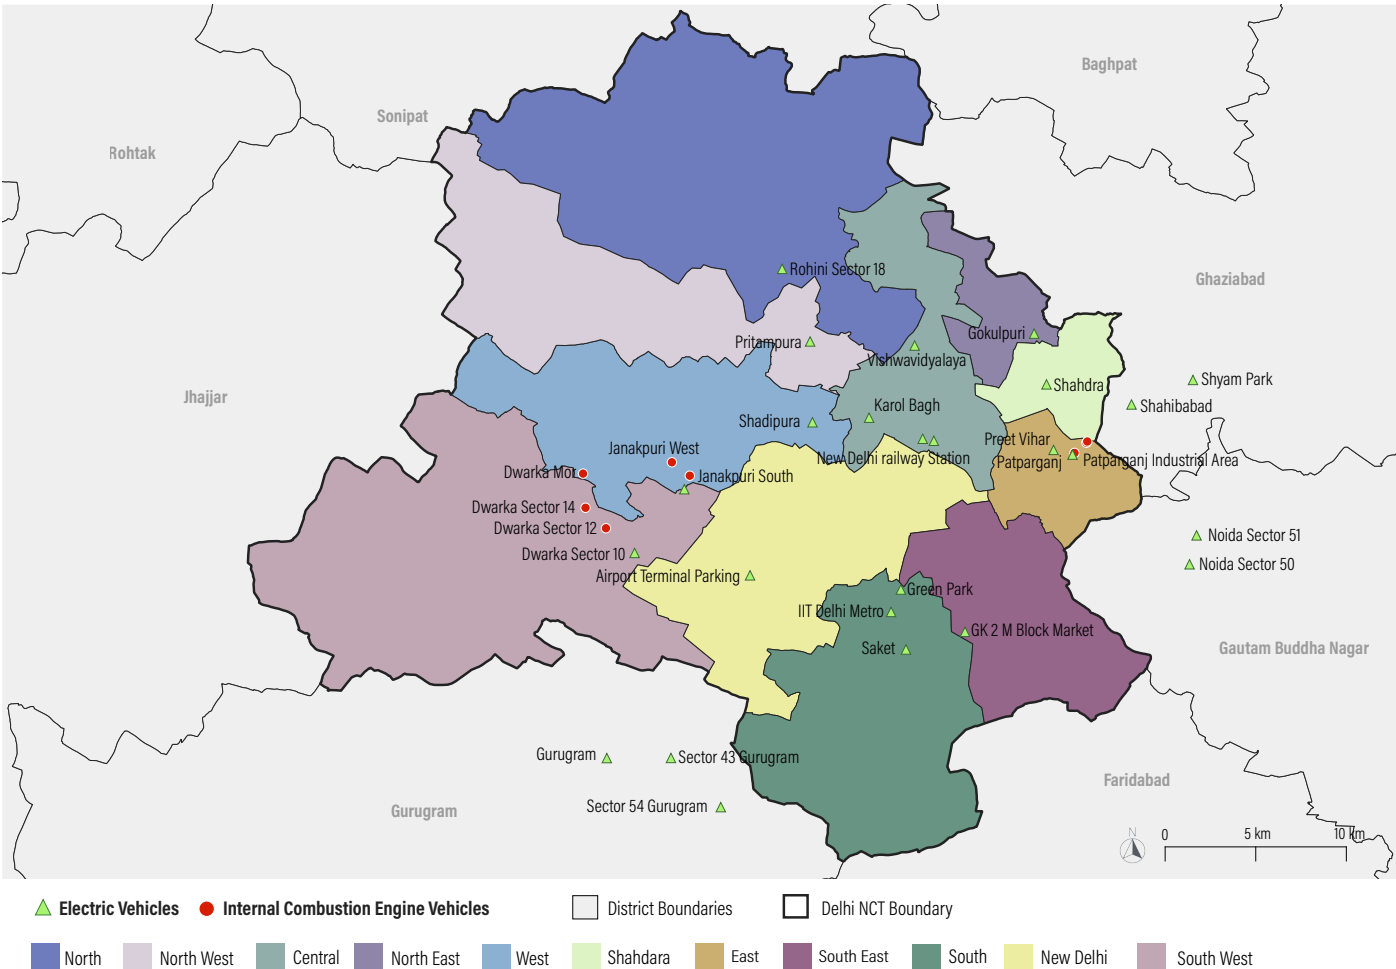 Baghpat
Sonipat
Rohtak
Rohini Sector 18
Ghaziabad
Gokulpuri
Pritampura
Vishwavidyalaya
Shyam Park
Shahdra
Jhajjar
Karol Bagh
Shahibabad
Shadipura
Preet Vihar
Janakpuri West
New Delhi railway Station
Patparganj
Patparganj Industrial Area
Dwarka Mor
Janakpuri South
Dwarka Sector 14
Dwarka Sector 12
Noida Sector 51
Dwarka Sector 10
Noida Sector 50
Airport Terminal Parking
Green Park
IIT Delhi Metro
GK 2 M Block Market
Saket
Gautam Buddha Nagar
Gurugram
Sector 43 Gurugram
Faridabad
Sector 54 Gurugram
Gurugram
N
0 5 km 10 km
Electric Vehicles
Internal Combustion Engine Vehicles
District Boundaries
Delhi NCT Boundary
North
North West
Central
North East
West
Shahdara
East
South East
South
New Delhi
South West